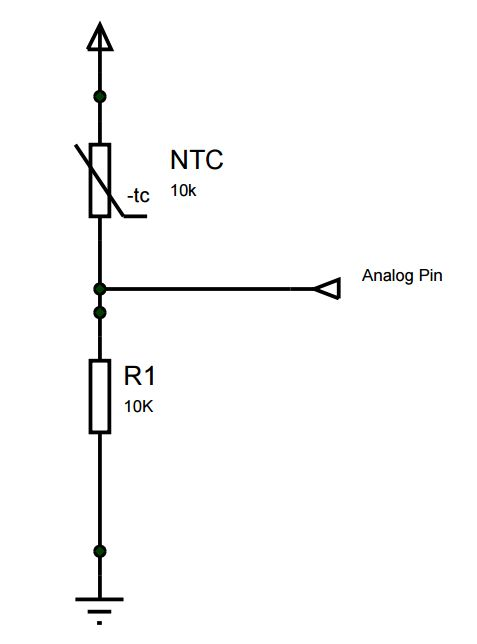 NTC
10k
-tc
Analog Pin
R1
10K